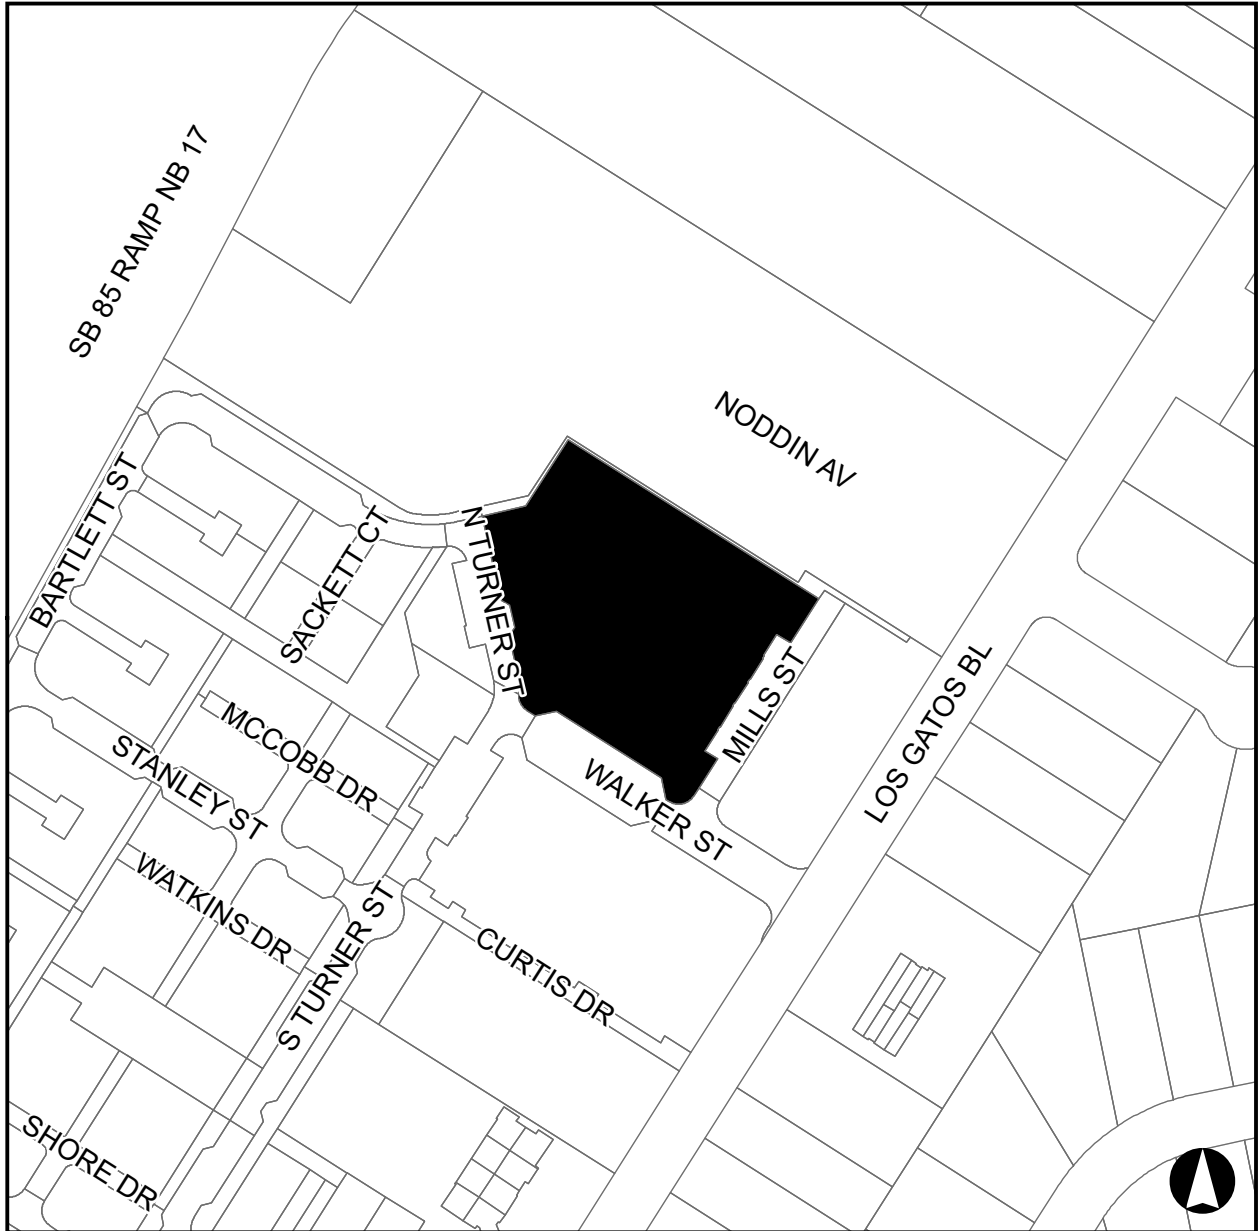 SB 85 RAMP NB 17
NODDIN AV
BARTLETT ST
SACKETT CT
N TURNER ST
MILLS ST
LOS GATOS BL
MCCOBB DR
STANLEY ST
WALKER ST
WATKINS DR
S TURNER ST
CURTIS DR
SHORE DR